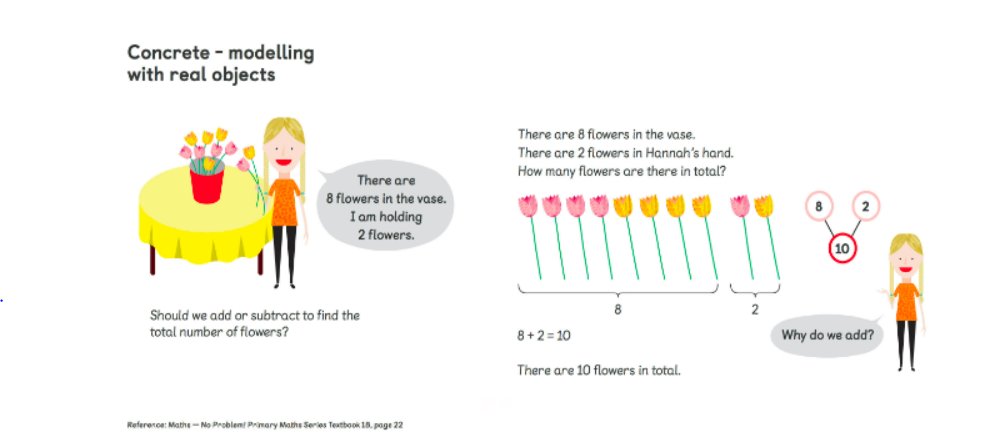 Concrete - modelling
with real objects
There are
8 flowers in the vase.
I am holding
2 flowers.
Should we add or subtract to find the
total number of flowers?
Reference: Maths — No Problem! Primary Maths Series Textbook 1B, page 22
There are 8 flowers in the vase.
There are 2 flowers in Hannah's hand.
How many flowers are there in total?
8 2
10
8 2
8 + 2 = 10
Why do we add?
There are 10 flowers in total.